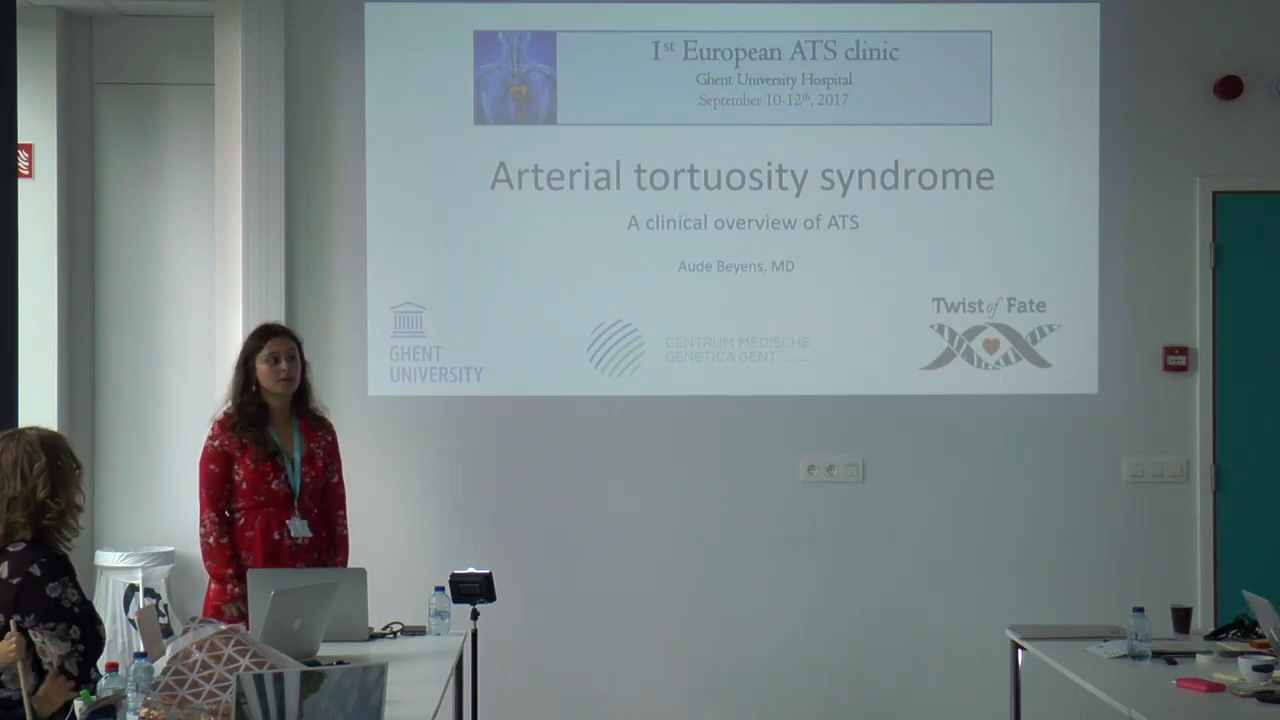 1st European ATS clinic
Ghent University Hospital
September 10-12th, 2017
Arterial tortuosity syndrome
A clinical overview of ATS
Aude Beyens, MD
GHENT
UNIVERSITY
CENTRUM MEDISCHE
GENETICA GENT
Twist of Fate